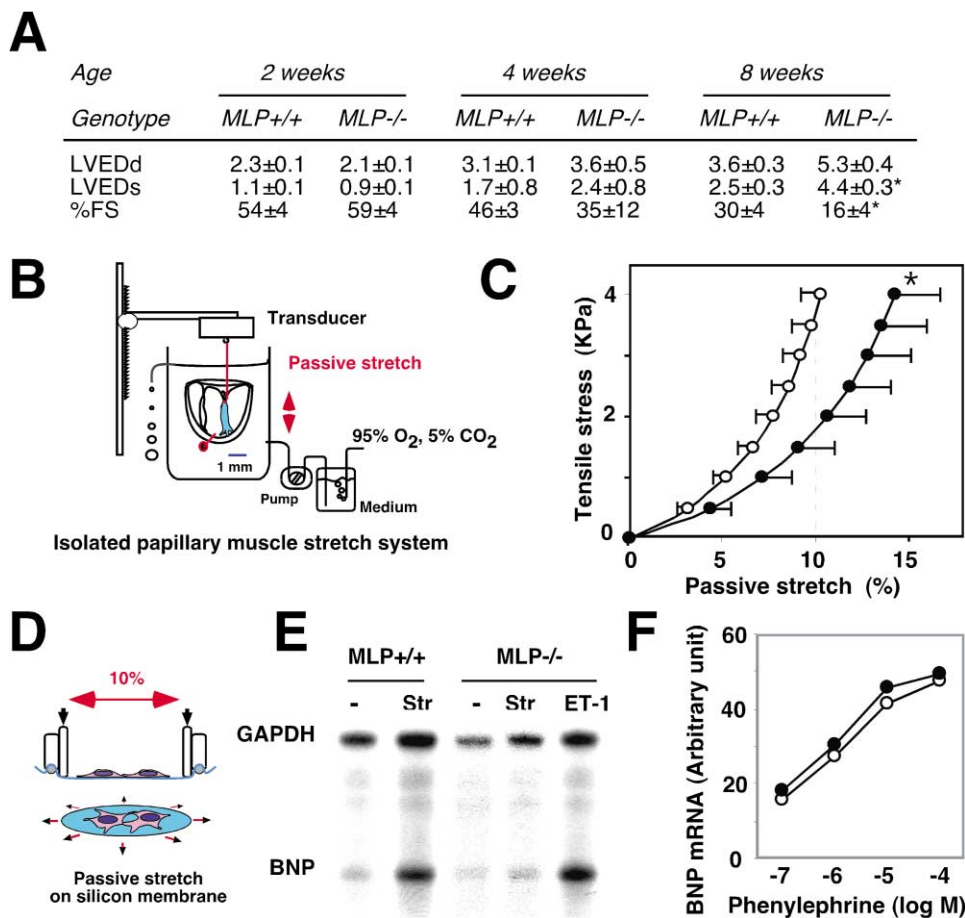 A
Age 2 weeks 4 weeks 8 weeks
Genotype MLP+/+ MLP-/- MLP+/+ MLP-/- MLP+/+ MLP-/-
LVEDd 2.3±0.1 2.1±0.1 3.1±0.1 3.6±0.5 3.6±0.3 5.3±0.4
LVEDs 1.1±0.1 0.9±0.1 1.7±0.8 2.4±0.8 2.5±0.3 4.4±0.3*
%FS 54±4 59±4 46±3 35±12 30±4 16±4*
B
Transducer
Passive stretch
95% O2, 5% CO2
1 mm
Pump
Medium
Isolated papillary muscle stretch system
C
*
4
2
0
Tensile stress (KPa)
0 5 10 15
Passive stretch (%)
D
10%
Passive stretch
on silicon membrane
E
MLP+/+ MLP-/-
- Str - Str ET-1
GAPDH
BNP
F
60
40
20
0
BNP mRNA (Arbitrary unit)
-7 -6 -5 -4
Phenylephrine (log M)